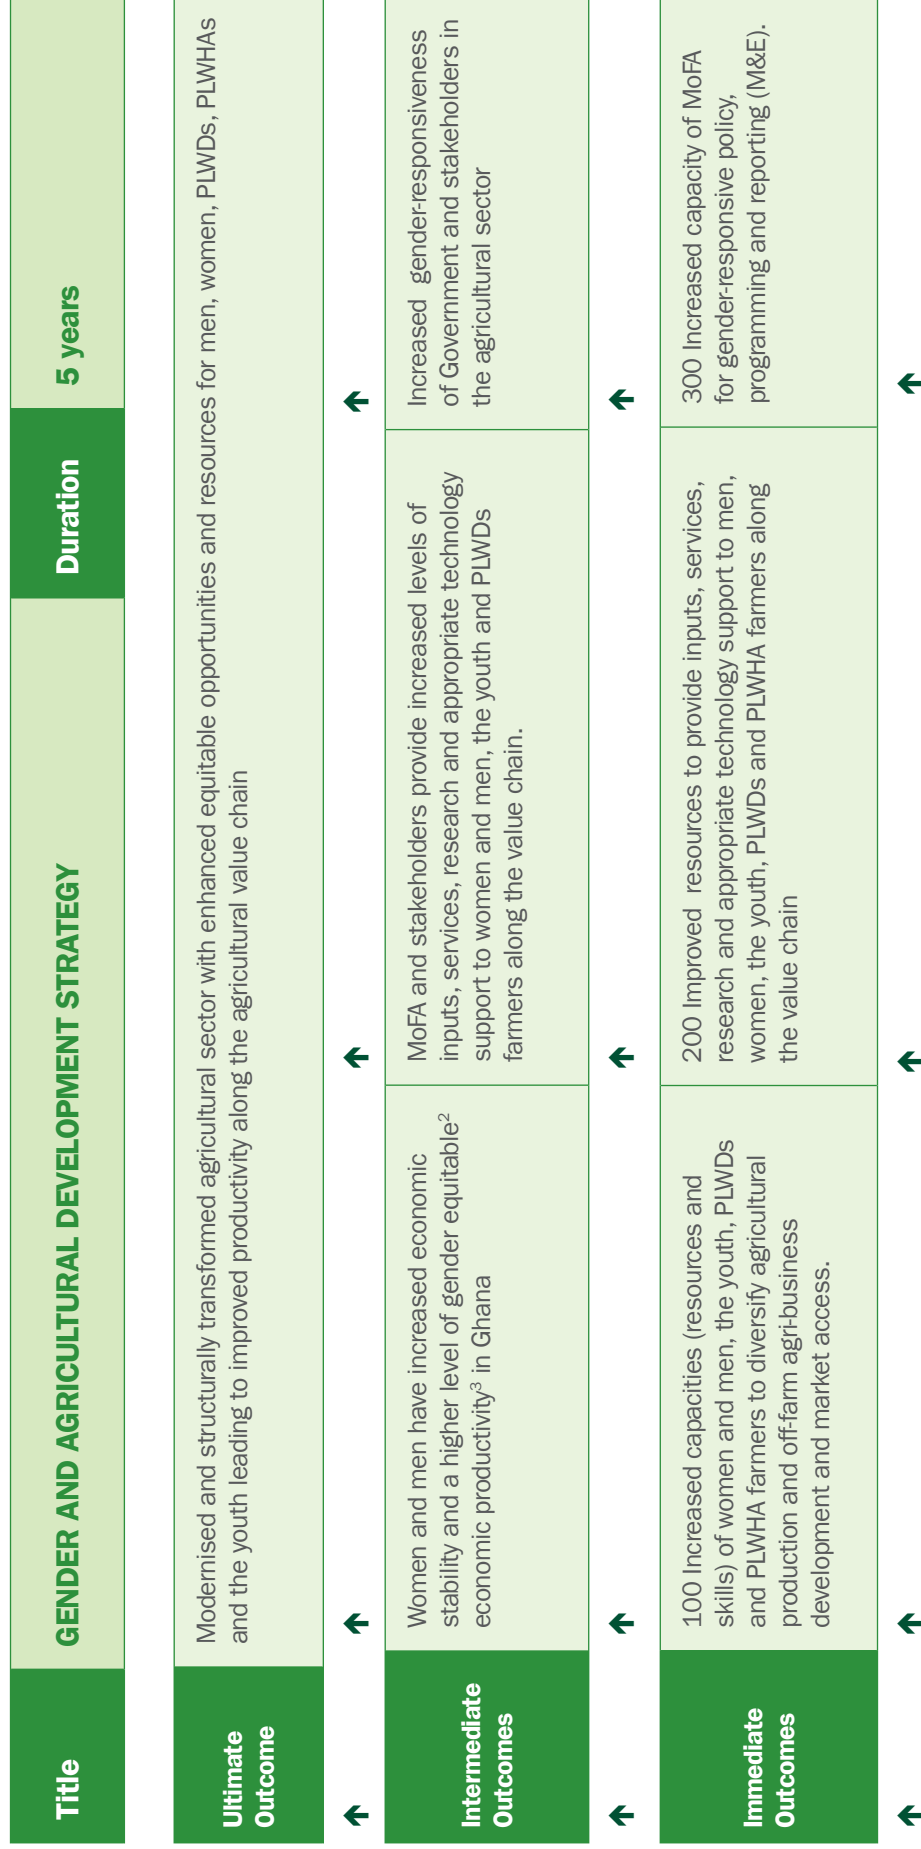 Title
GENDER AND AGRICULTURAL DEVELOPMENT STRATEGY
Duration
5 years
Ultimate
Outcome
Modernised and structurally transformed agricultural sector with enhanced equitable opportunities and resources for men, women, PLWDs, PLWHAs
and the youth leading to improved productivity along the agricultural value chain
Intermediate
Outcomes
Women and men have increased economic
stability and a higher level of gender equitable²
economic productivity³ in Ghana
MoFA and stakeholders provide increased levels of
inputs, services, research and appropriate technology
support to women and men, the youth and PLWDs
farmers along the value chain.
Increased gender-responsiveness
of Government and stakeholders in
the agricultural sector
Immediate
Outcomes
100 Increased capacities (resources and
skills) of women and men, the youth, PLWDs
and PLWHA farmers to diversify agricultural
production and off-farm agri-business
development and market access.
200 Improved resources to provide inputs, services,
research and appropriate technology support to men,
women, the youth, PLWDs and PLWHA farmers along
the value chain
300 Increased capacity of MoFA
for gender-responsive policy,
programming and reporting (M&E).